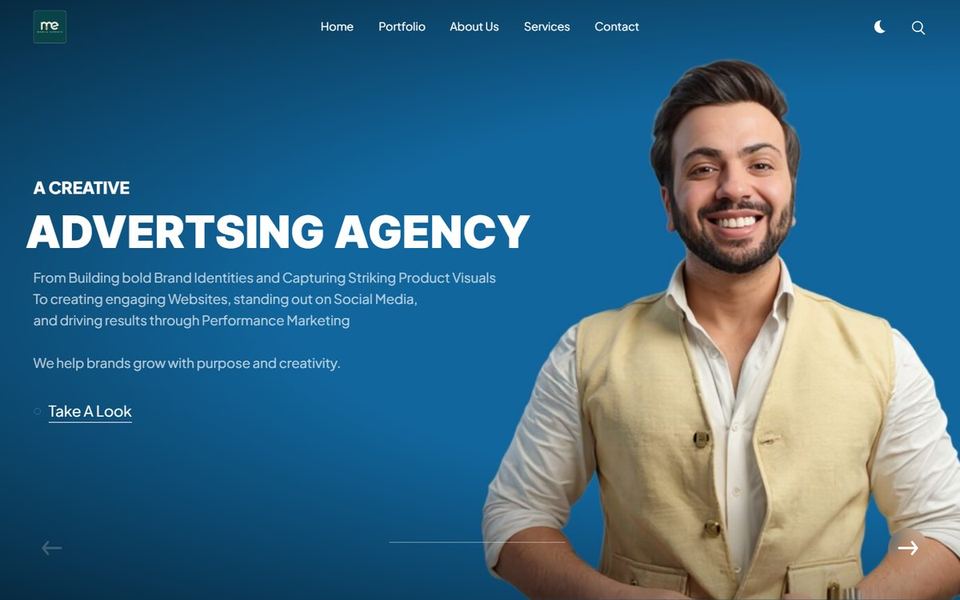 me
Home Portfolio About Us Services Contact
A CREATIVE
ADVERTSING AGENCY
From Building bold Brand Identities and Capturing Striking Product Visuals
To creating engaging Websites, standing out on Social Media,
and driving results through Performance Marketing
We help brands grow with purpose and creativity.
Take A Look